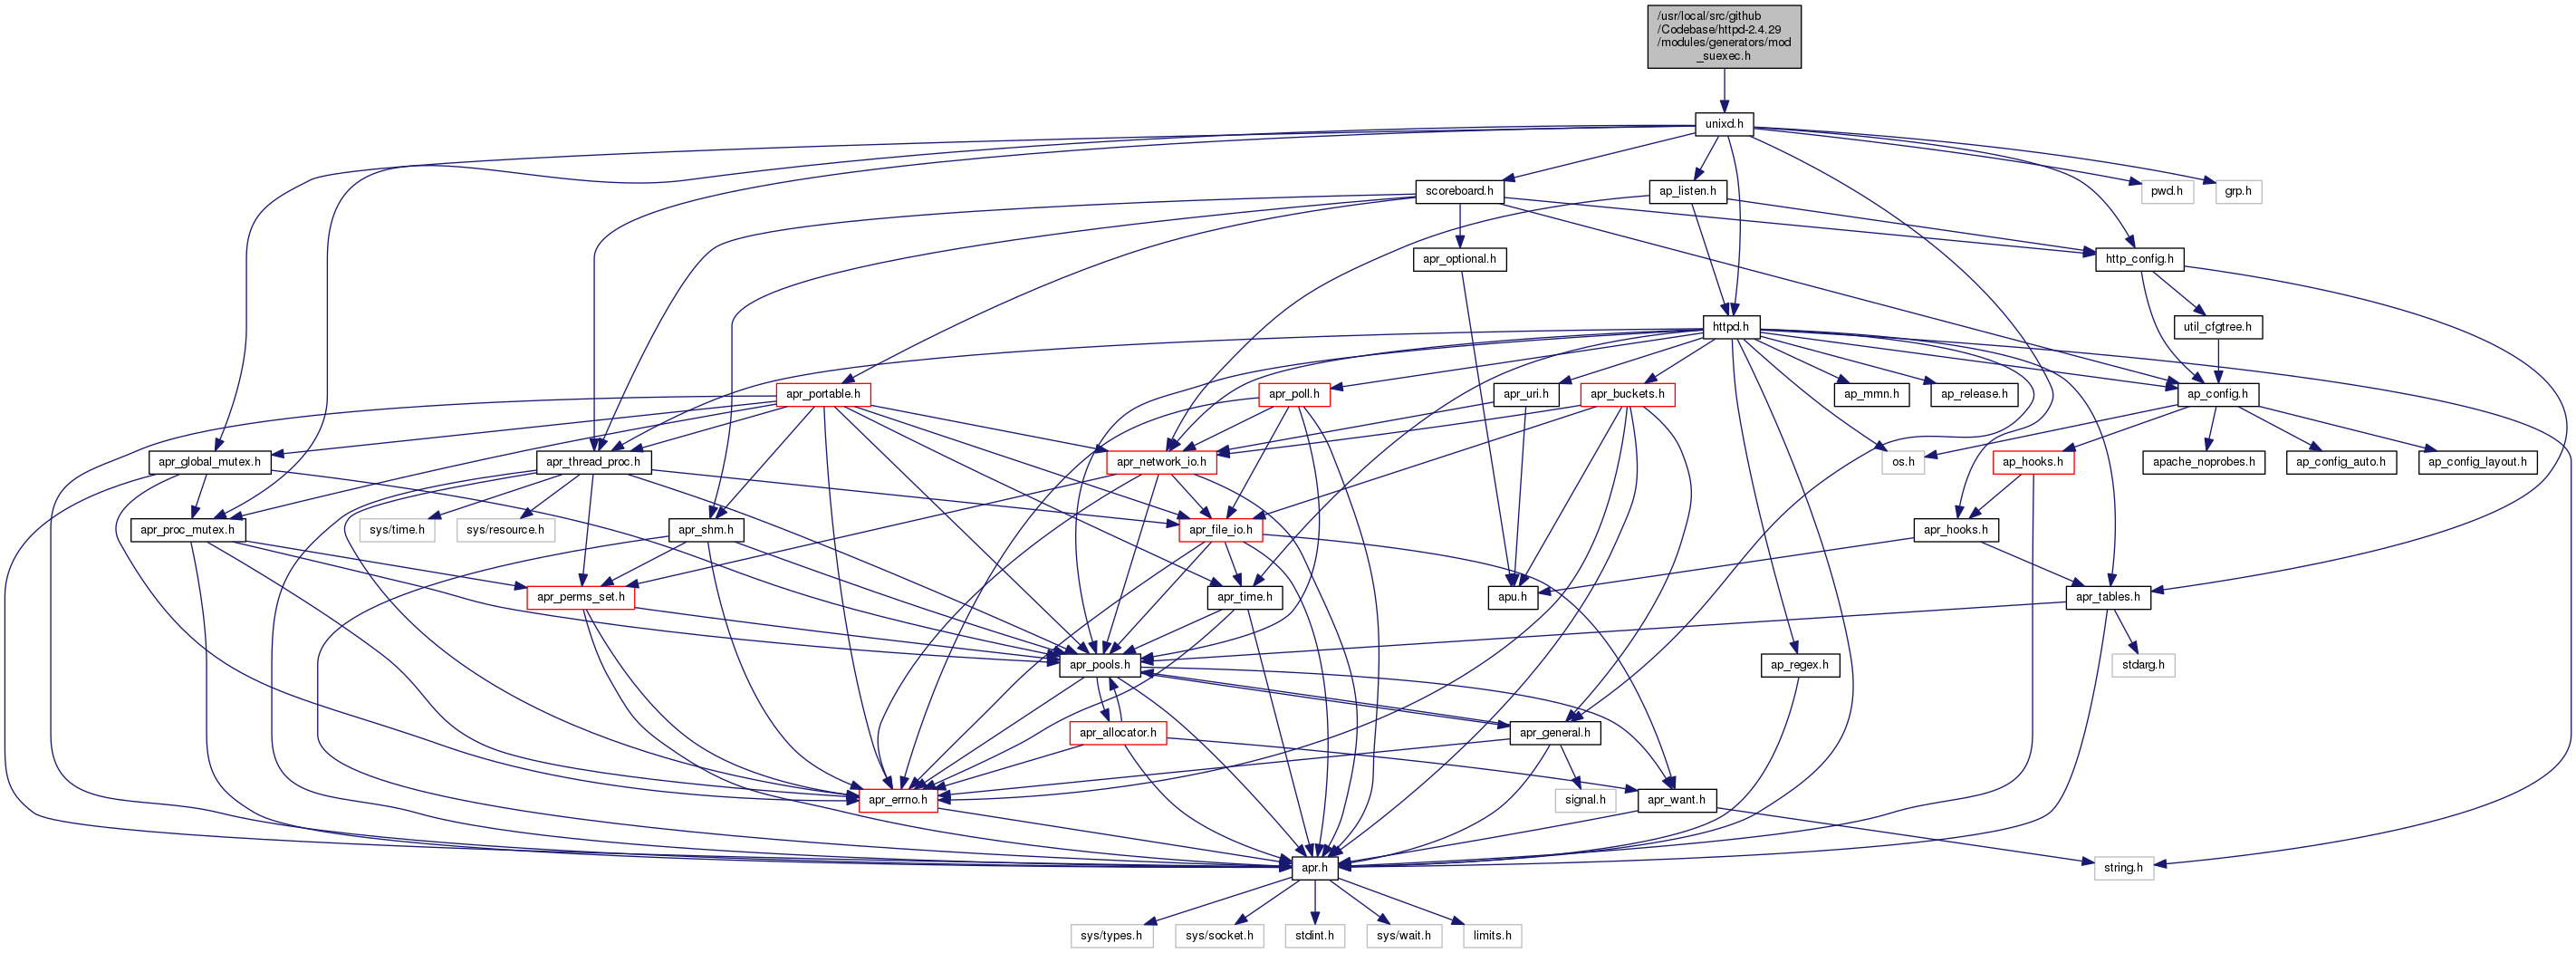 /usr/local/src/github
/Codebase/httpd-2.4.29
/modules/generators/mod
_suexec.h
unixd.h
scoreboard.h
ap_listen.h
pwd.h
grp.h
apr_optional.h
http_config.h
httpd.h
util_cfgtree.h
apr_portable.h
apr_poll.h
apr_uri.h
apr_buckets.h
ap_mmn.h
ap_release.h
ap_config.h
apr_global_mutex.h
apr_thread_proc.h
apr_network_io.h
os.h
ap_hooks.h
apache_noprobes.h
ap_config_auto.h
ap_config_layout.h
apr_proc_mutex.h
sys/time.h
sys/resource.h
apr_shm.h
apr_file_io.h
apr_hooks.h
apr_perms_set.h
apr_time.h
apu.h
apr_tables.h
apr_pools.h
ap_regex.h
stdarg.h
apr_allocator.h
apr_general.h
apr_errno.h
signal.h
apr_want.h
apr.h
string.h
sys/types.h
sys/socket.h
stdint.h
sys/wait.h
limits.h